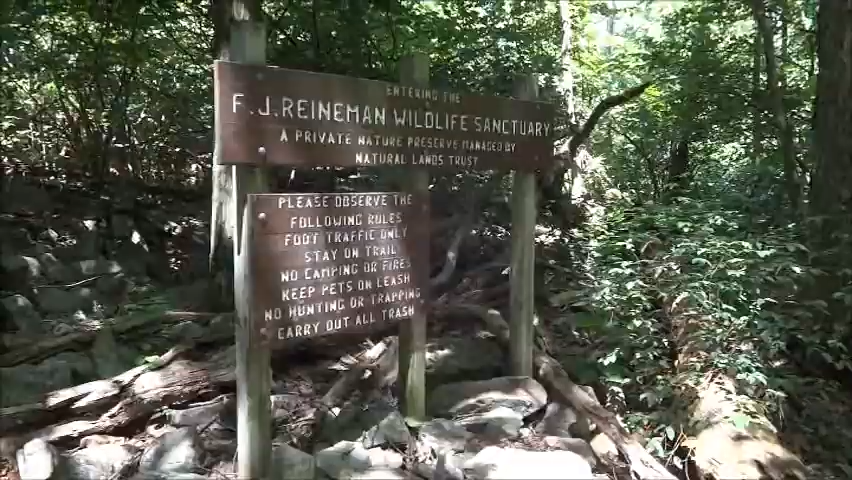 ENTERING THE
F.J. REINEMAN WILDLIFE SANCTUARY
A PRIVATE NATURE PRESERVE MANAGED BY
NATURAL LANDS TRUST
PLEASE OBSERVE THE
FOLLOWING RULES
FOOT TRAFFIC ONLY
STAY ON TRAIL
NO CAMPING OR FIRES
KEEP PETS ON LEASH
NO HUNTING OR TRAPPING
CARRY OUT ALL TRASH